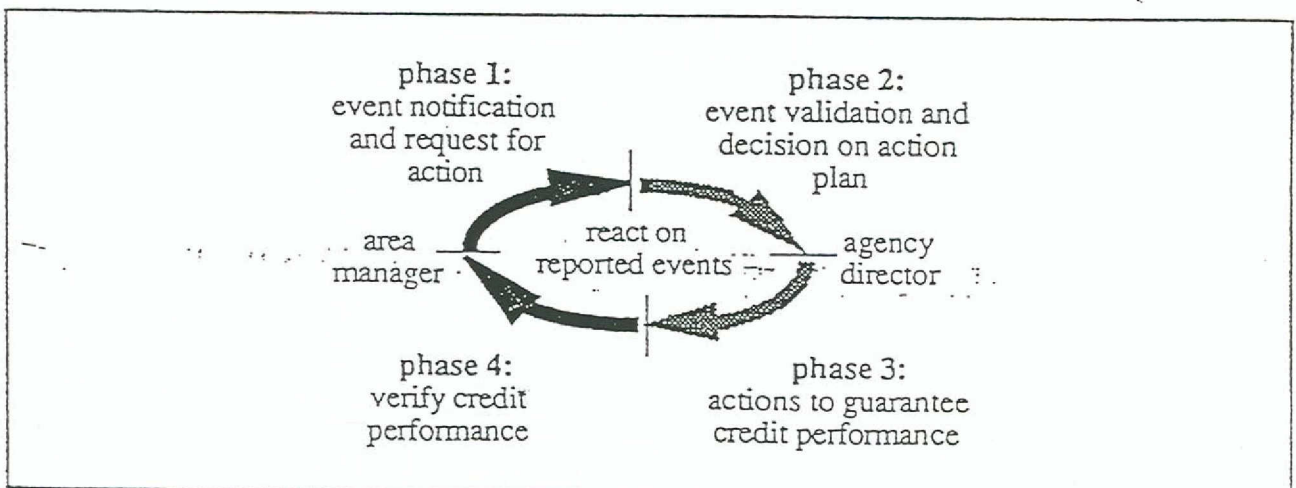 phase 1:
event notification
and request for
action
phase 2:
event validation and
decision on action
plan
area
manager
react on
reported events
agency
director
phase 4:
verify credit
performance
phase 3:
actions to guarantee
credit performance